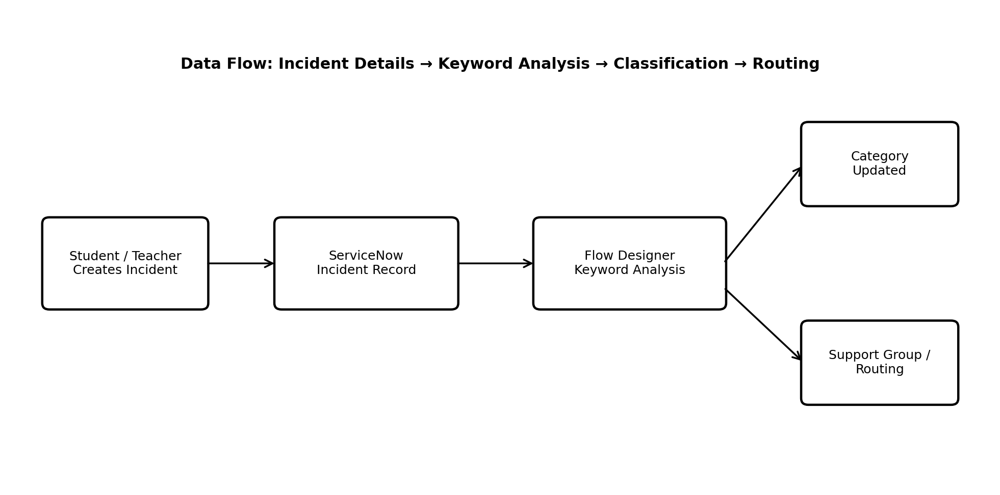 Data Flow: Incident Details → Keyword Analysis → Classification → Routing
Student / Teacher
Creates Incident
ServiceNow
Incident Record
Flow Designer
Keyword Analysis
Category
Updated
Support Group /
Routing